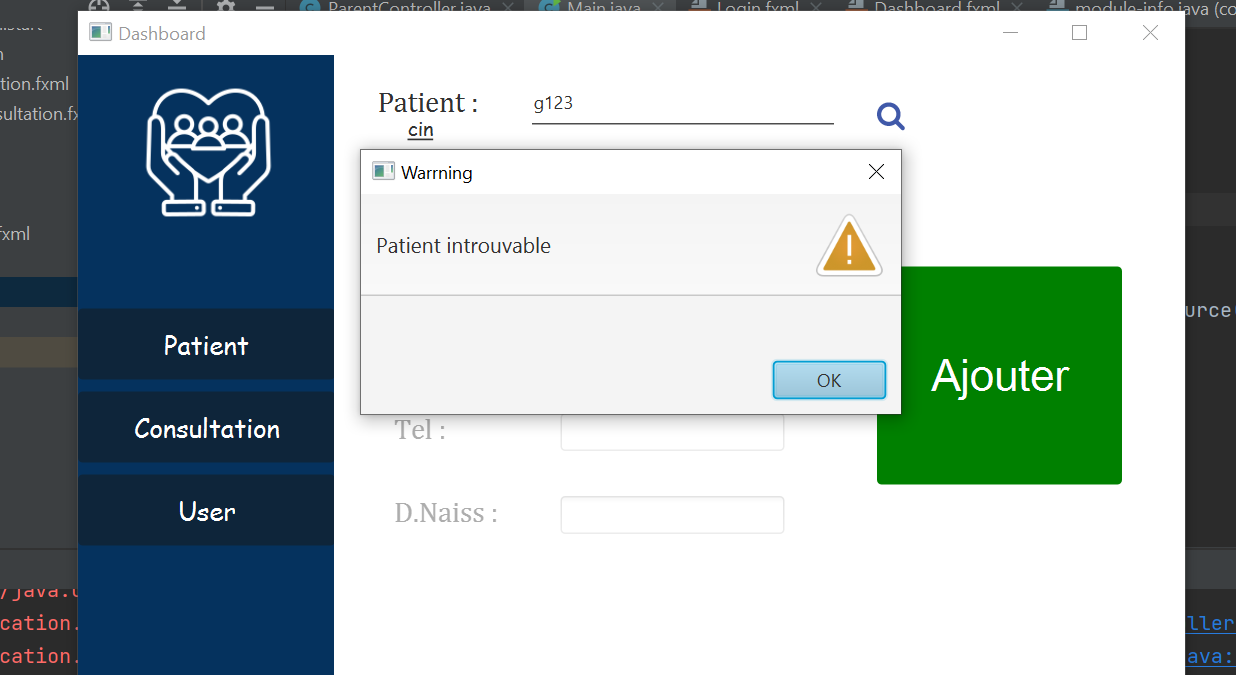 ParentController.java
Main.java
Login.fxml
Dashboard.fxml
module-info.java (co
Dashboard
tion.fxml
sultation.fx
fxml
Patient :
cin
g123
Warrning
Patient introuvable
OK
Ajouter
Patient
Consultation
User
Tel :
D.Naiss :
urce
/java.
cation.
cation.
ller
ava: